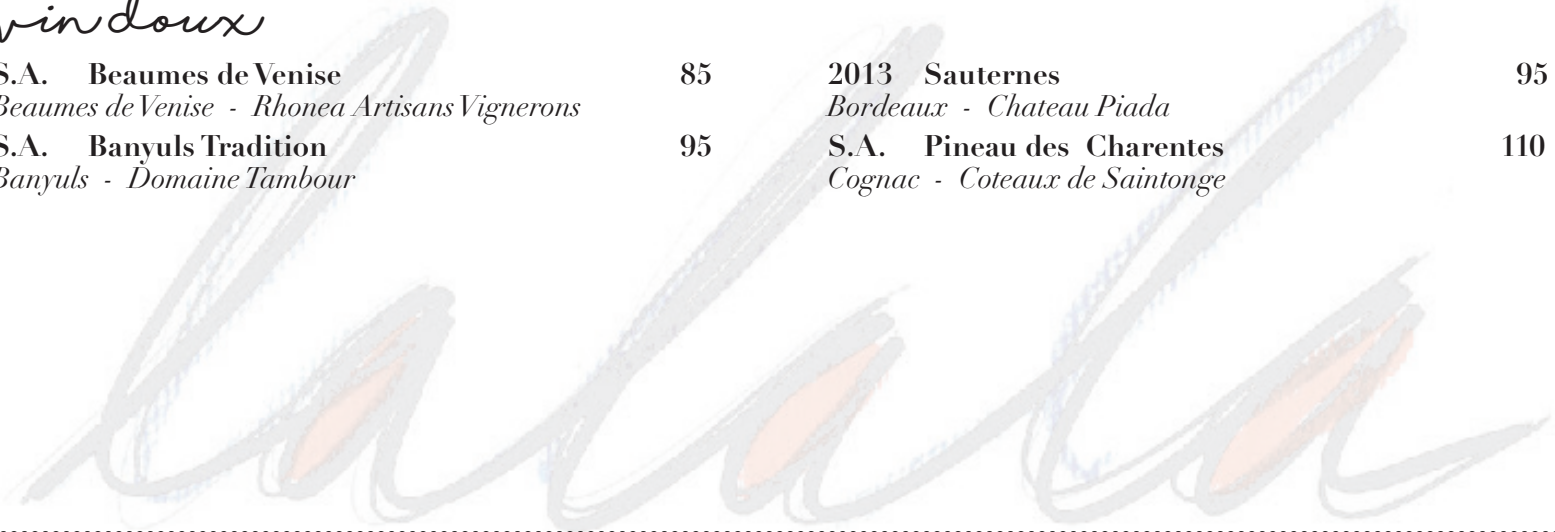 vin doux
S.A. Beaumes de Venise 85
Beaumes de Venise - Rhonea Artisans Vignerons
S.A. Banyuls Tradition 95
Banyuls - Domaine Tambour
2013 Sauternes 95
Bordeaux - Chateau Piada
S.A. Pineau des Charentes 110
Cognac - Coteaux de Saintonge
lalala